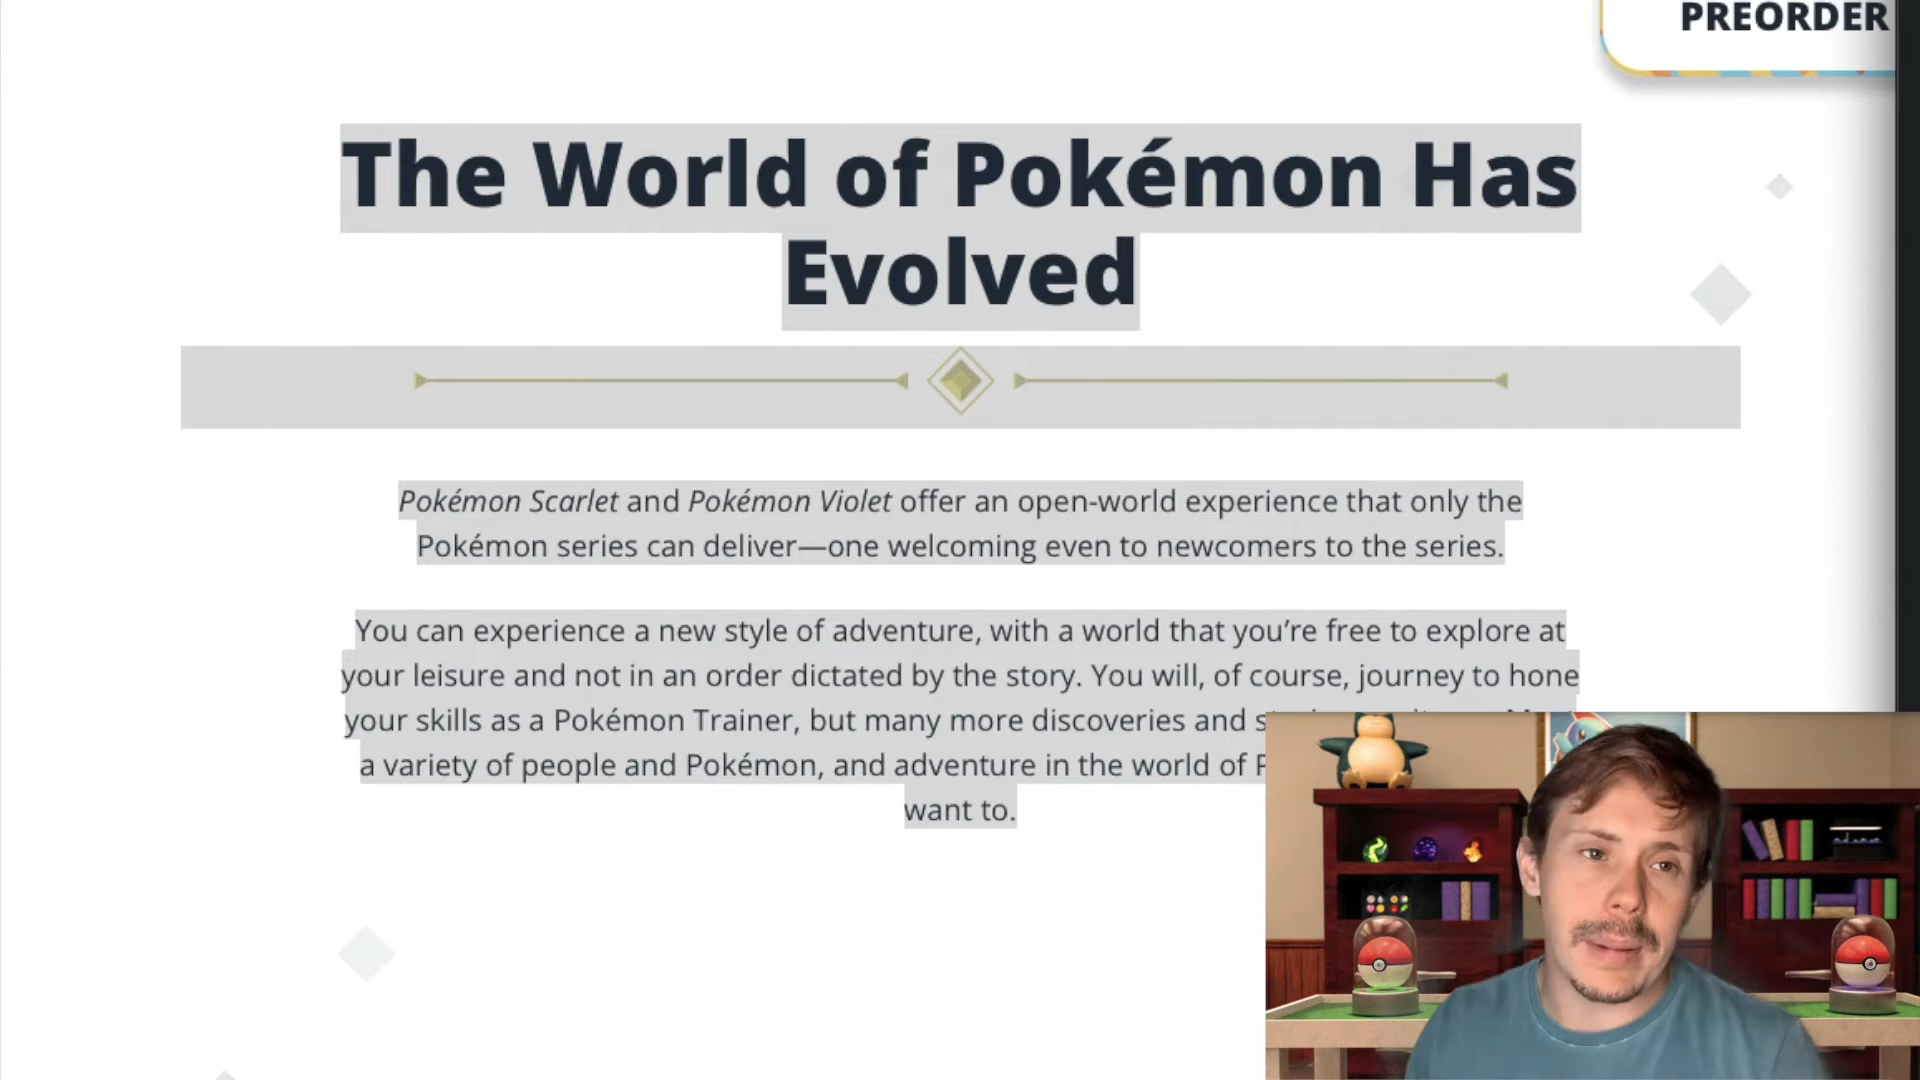 PREORDER
The World of Pokémon Has
Evolved
Pokémon Scarlet and Pokémon Violet offer an open-world experience that only the
Pokémon series can deliver—one welcoming even to newcomers to the series.
You can experience a new style of adventure, with a world that you’re free to explore at
your leisure and not in an order dictated by the story. You will, of course, journey to hone
your skills as a Pokémon Trainer, but many more discoveries and
a variety of people and Pokémon, and adventure in the world of
want to.